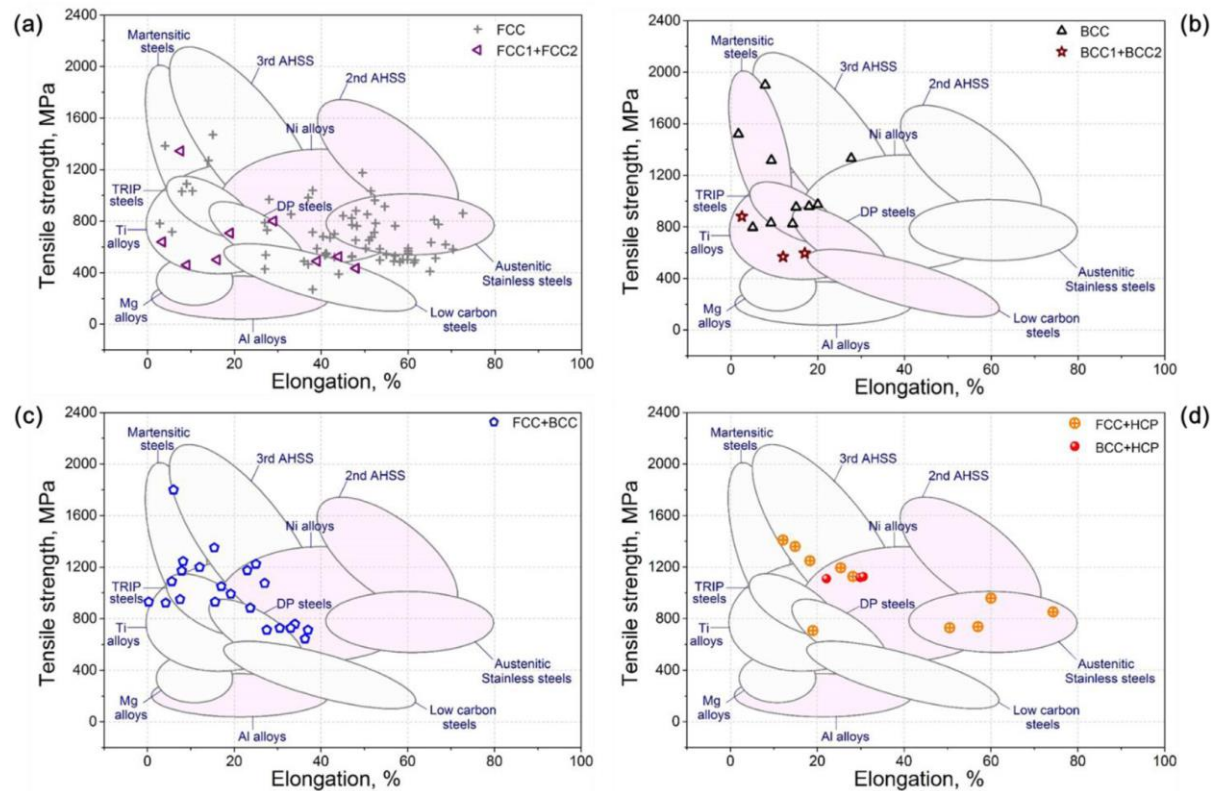 (a)
2400
2000
1600
1200
800
400
0
Tensile strength, MPa
0 20 40 60 80 100
Elongation, %
FCC
FCC1+FCC2
Martensitic
steels
3rd AHSS
2nd AHSS
Ni alloys
TRIP
steels
DP steels
Ti
alloys
Austenitic
Stainless steels
Mg
alloys
Low carbon
steels
Al alloys
(b)
2400
2000
1600
1200
800
400
0
Tensile strength, MPa
0 20 40 60 80 100
Elongation, %
BCC
BCC1+BCC2
Martensitic
steels
3rd AHSS
2nd AHSS
Ni alloys
TRIP
steels
DP steels
Ti
alloys
Austenitic
Stainless steels
Mg
alloys
Low carbon
steels
Al alloys
(c)
2400
2000
1600
1200
800
400
0
Tensile strength, MPa
0 20 40 60 80 100
Elongation, %
FCC+BCC
Martensitic
steels
3rd AHSS
2nd AHSS
Ni alloys
TRIP
steels
DP steels
Ti
alloys
Austenitic
Stainless steels
Mg
alloys
Low carbon
steels
Al alloys
(d)
2400
2000
1600
1200
800
400
0
Tensile strength, MPa
0 20 40 60 80 100
Elongation, %
FCC+HCP
BCC+HCP
Martensitic
steels
3rd AHSS
2nd AHSS
Ni alloys
TRIP
steels
DP steels
Ti
alloys
Austenitic
Stainless steels
Mg
alloys
Low carbon
steels
Al alloys